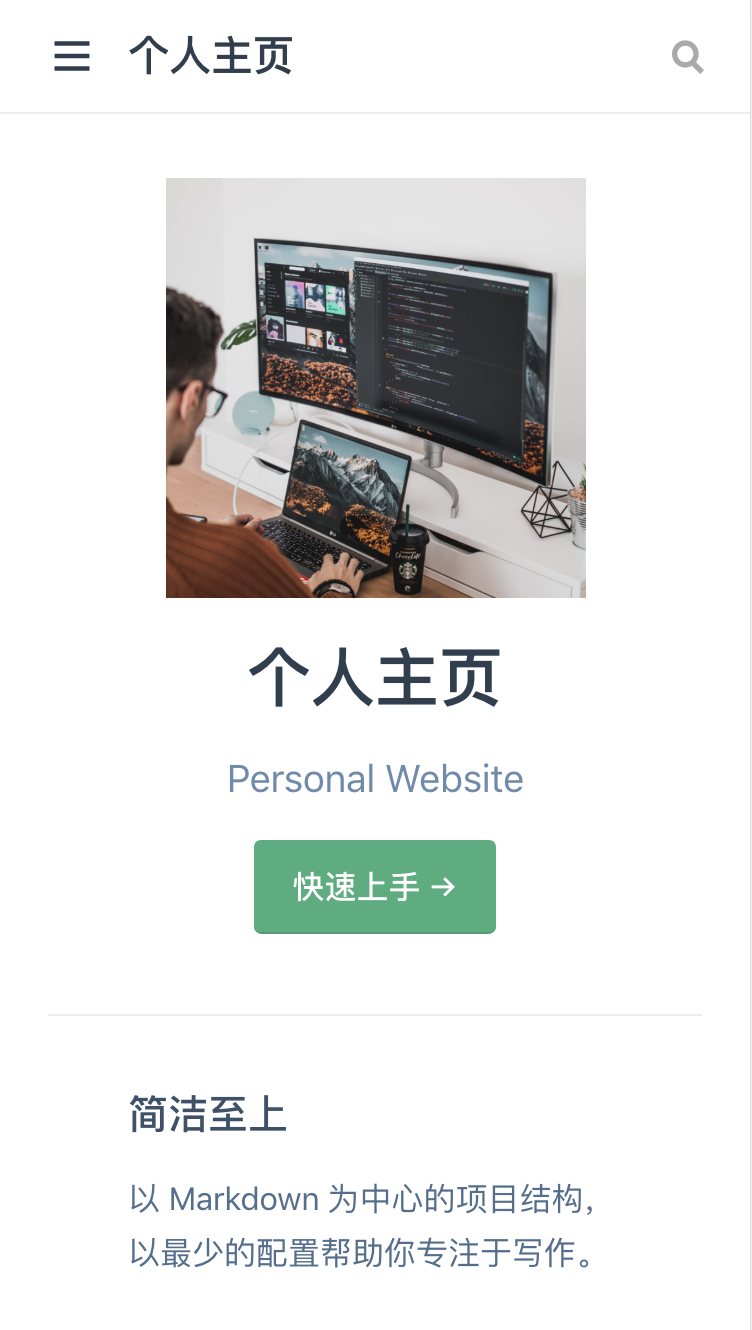 个人主页
个人主页
Personal Website
快速上手 →
简洁至上
以 Markdown 为中心的项目结构，
以最少的配置帮助你专注于写作。